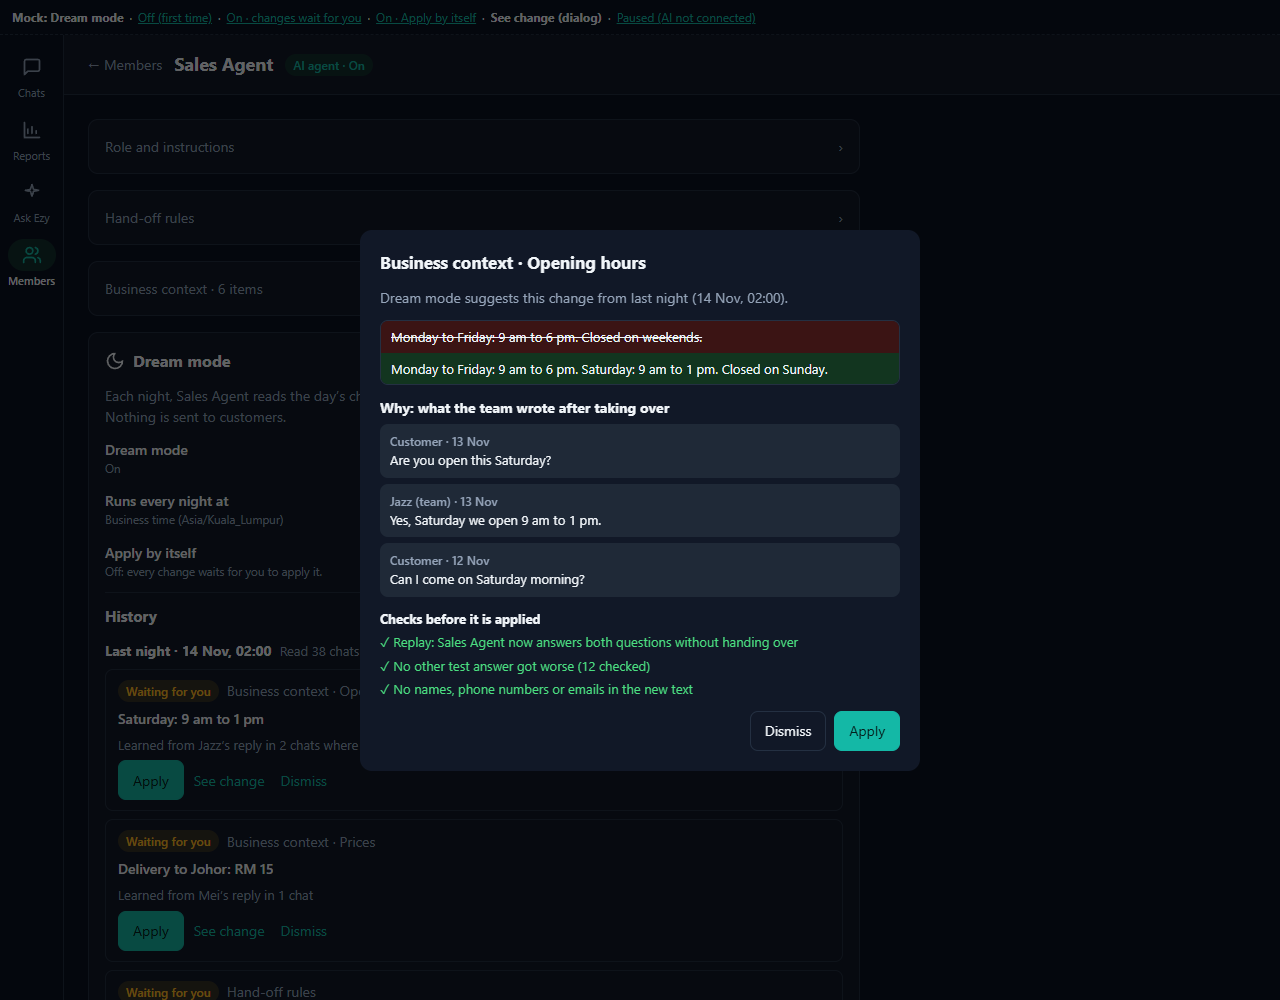 Mock: Dream mode · Off (first time) · On · changes wait for you · On · Apply by itself · See change (dialog) · Paused (AI not connected)
← Members Sales Agent AI agent · On
Chats
Reports
Ask Ezy
Members
Role and instructions ›
Hand-off rules ›
Business context · 6 items
Dream mode
Each night, Sales Agent reads the day's ch
Nothing is sent to customers.
Dream mode
On
Runs every night at
Business time (Asia/Kuala_Lumpur)
Apply by itself
Off: every change waits for you to apply it.
History
Last night · 14 Nov, 02:00 Read 38 chats
Waiting for you Business context · Ope
Saturday: 9 am to 1 pm
Learned from Jazz's reply in 2 chats where
Apply See change Dismiss
Waiting for you Business context · Prices
Delivery to Johor: RM 15
Learned from Mei's reply in 1 chat
Apply See change Dismiss
Waiting for you Hand-off rules
Business context · Opening hours
Dream mode suggests this change from last night (14 Nov, 02:00).
Monday to Friday: 9 am to 6 pm. Closed on weekends.
Monday to Friday: 9 am to 6 pm. Saturday: 9 am to 1 pm. Closed on Sunday.
Why: what the team wrote after taking over
Customer · 13 Nov
Are you open this Saturday?
Jazz (team) · 13 Nov
Yes, Saturday we open 9 am to 1 pm.
Customer · 12 Nov
Can I come on Saturday morning?
Checks before it is applied
✓ Replay: Sales Agent now answers both questions without handing over
✓ No other test answer got worse (12 checked)
✓ No names, phone numbers or emails in the new text
Dismiss Apply